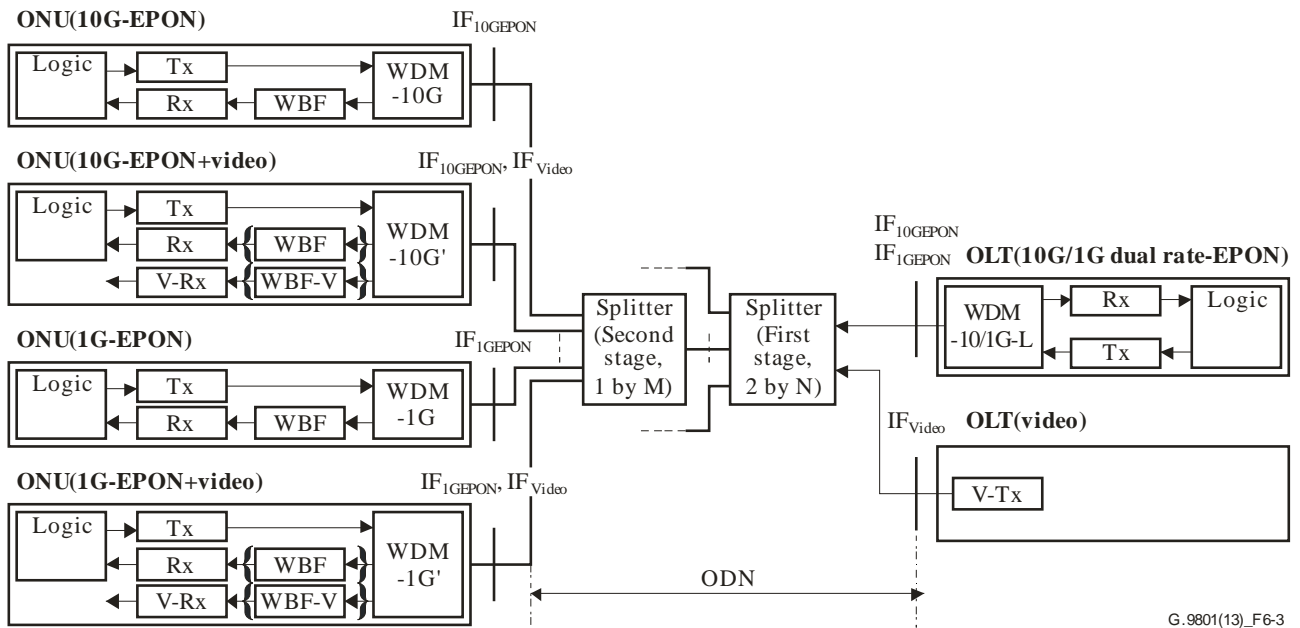 ONU(10G-EPON)
IF10GEPON
Logic
Tx
WDM
-10G
Rx
WBF
ONU(10G-EPON+video)
IF10GEPON, IFVideo
Logic
Tx
WDM
-10G'
Rx
{ WBF }
V-Rx
{ WBF-V }
ONU(1G-EPON)
IF1GEPON
Logic
Tx
WDM
-1G
Rx
WBF
ONU(1G-EPON+video)
IF1GEPON, IFVideo
Logic
Tx
WDM
-1G'
Rx
{ WBF }
V-Rx
{ WBF-V }
Splitter
(Second
stage,
1 by M)
Splitter
(First
stage,
2 by N)
IF10GEPON
IF1GEPON
OLT(10G/1G dual rate-EPON)
WDM
-10/1G-L
Rx
Logic
Tx
IFVideo
OLT(video)
V-Tx
ODN
G.9801(13)_F6-3